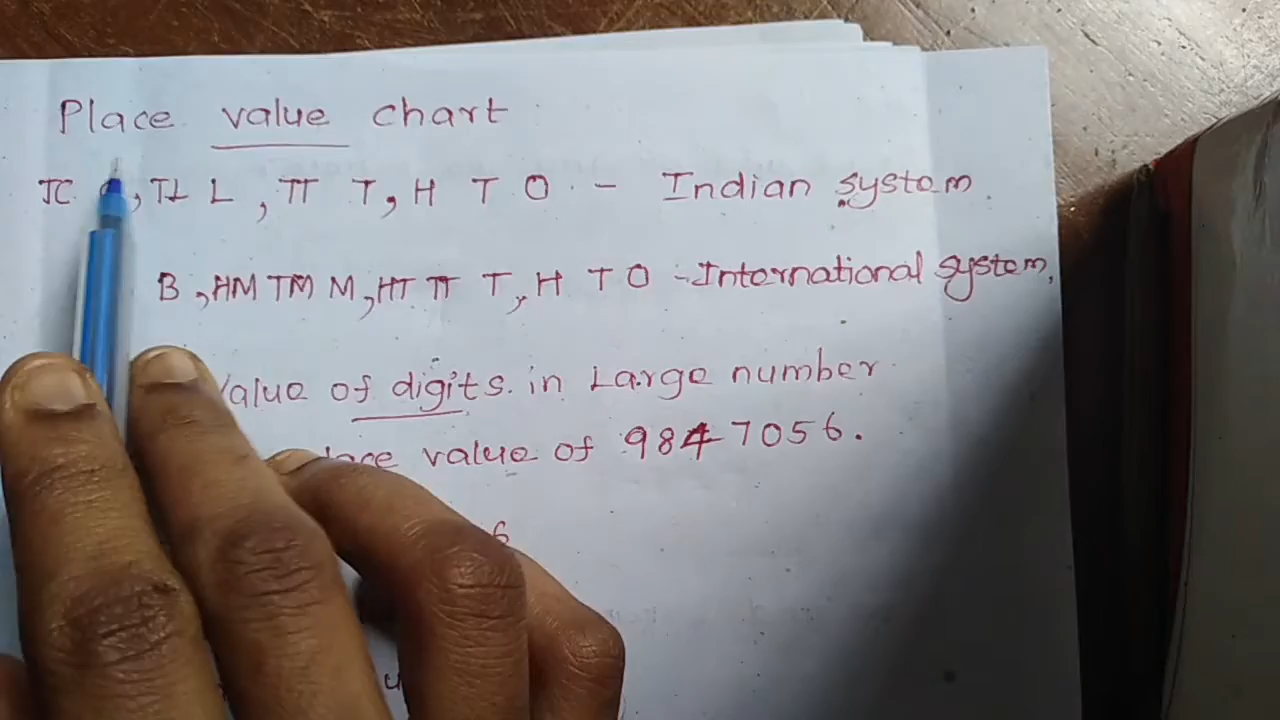 Place value chart
TC , TL L , TT T, H T O - Indian system
B , HM TM M, HT TT T, H T O - International system,
of digits in Large number
value of 9847056.
6